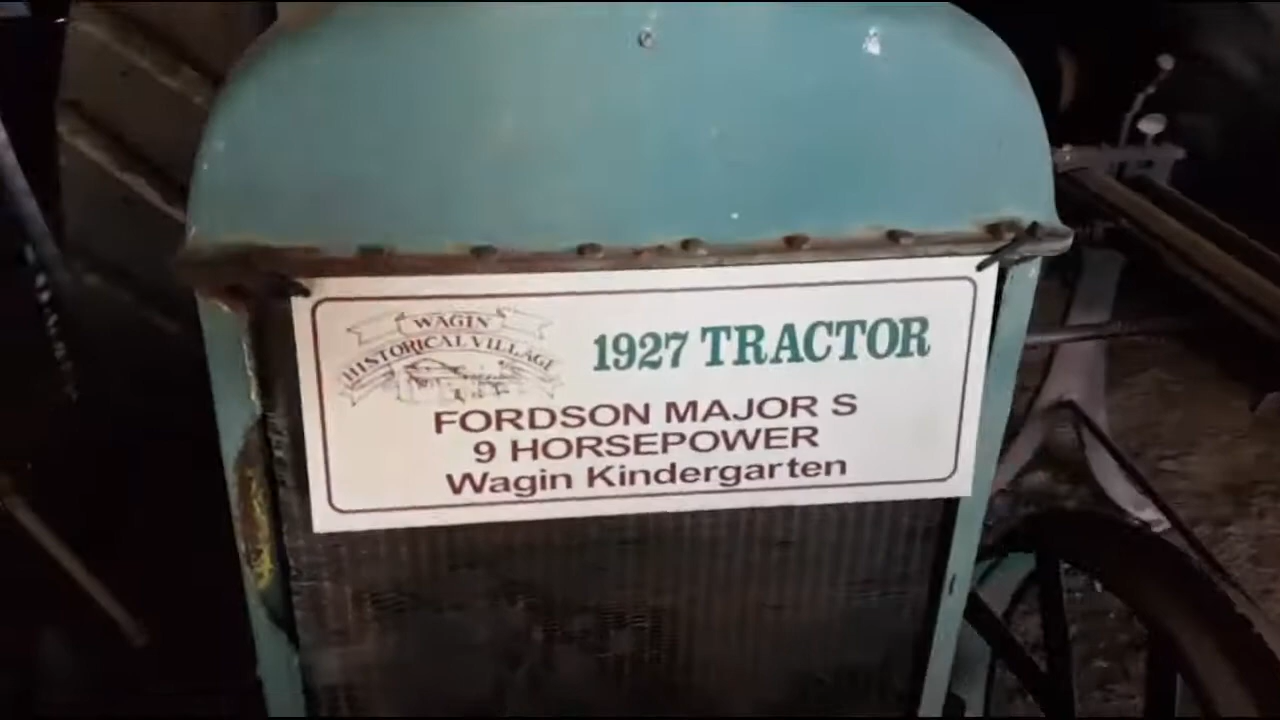 WAGIN
HISTORICAL VILLAGE
1927 TRACTOR
FORDSON MAJOR S
9 HORSEPOWER
Wagin Kindergarten